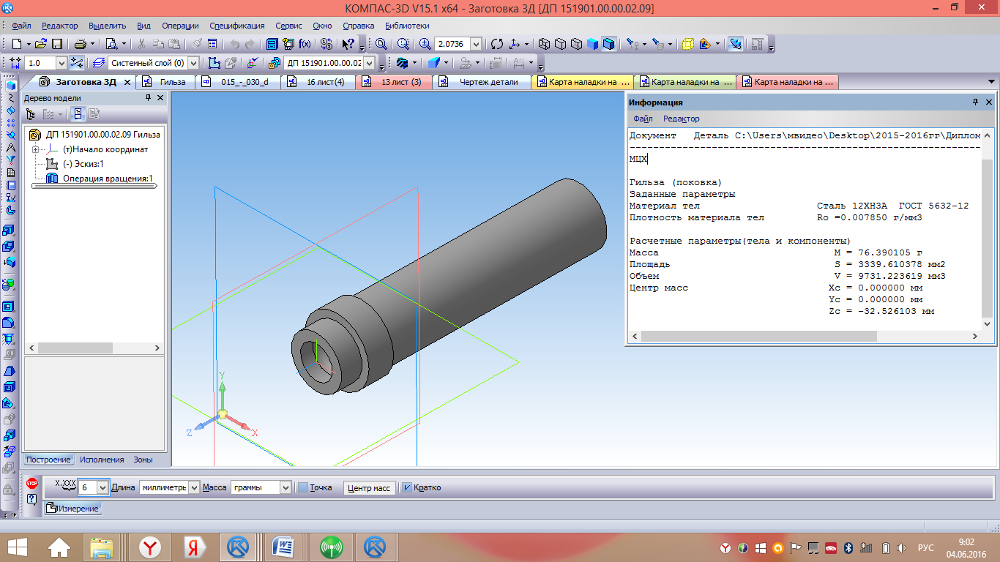 КОМПАС-3D V15.1 x64 - Заготовка 3Д [ДП 151901.00.00.02.09]
Файл Редактор Выделить Вид Операции Спецификация Сервис Окно Справка Библиотеки
f(x) 2.0736
1.0 Системный слой (0) ДП 151901.00.00.02
Заготовка 3Д Гильза 015_-_030_d 16 лист(4) 13 лист (3) Чертеж детали Карта наладки на ... Карта наладки на ... Карта наладки на ...
Дерево модели
ДП 151901.00.00.02.09 Гильза
(т)Начало координат
(-) Эскиз:1
Операция вращения:1
Построение Исполнения Зоны
Информация
Файл Редактор
Документ Деталь C:\Users\мвидео\Desktop\2015-2016гг\Диплом
МЦХ
Гильза (поковка)
Заданные параметры
Материал тел Сталь 12ХН3А ГОСТ 5632-12
Плотность материала тел Ro =0.007850 г/мм3
Расчетные параметры(тела и компоненты)
Масса M = 76.390105 г
Площадь S = 3339.610378 мм2
Объем V = 9731.223619 мм3
Центр масс Xc = 0.000000 мм
Yc = 0.000000 мм
Zc = -32.526103 мм
Y
Z
X
STOP X.XXX 6 Длина миллиметры Масса граммы Точка Центр масс Кратко
Измерение
РУС
9:02
04.06.2016